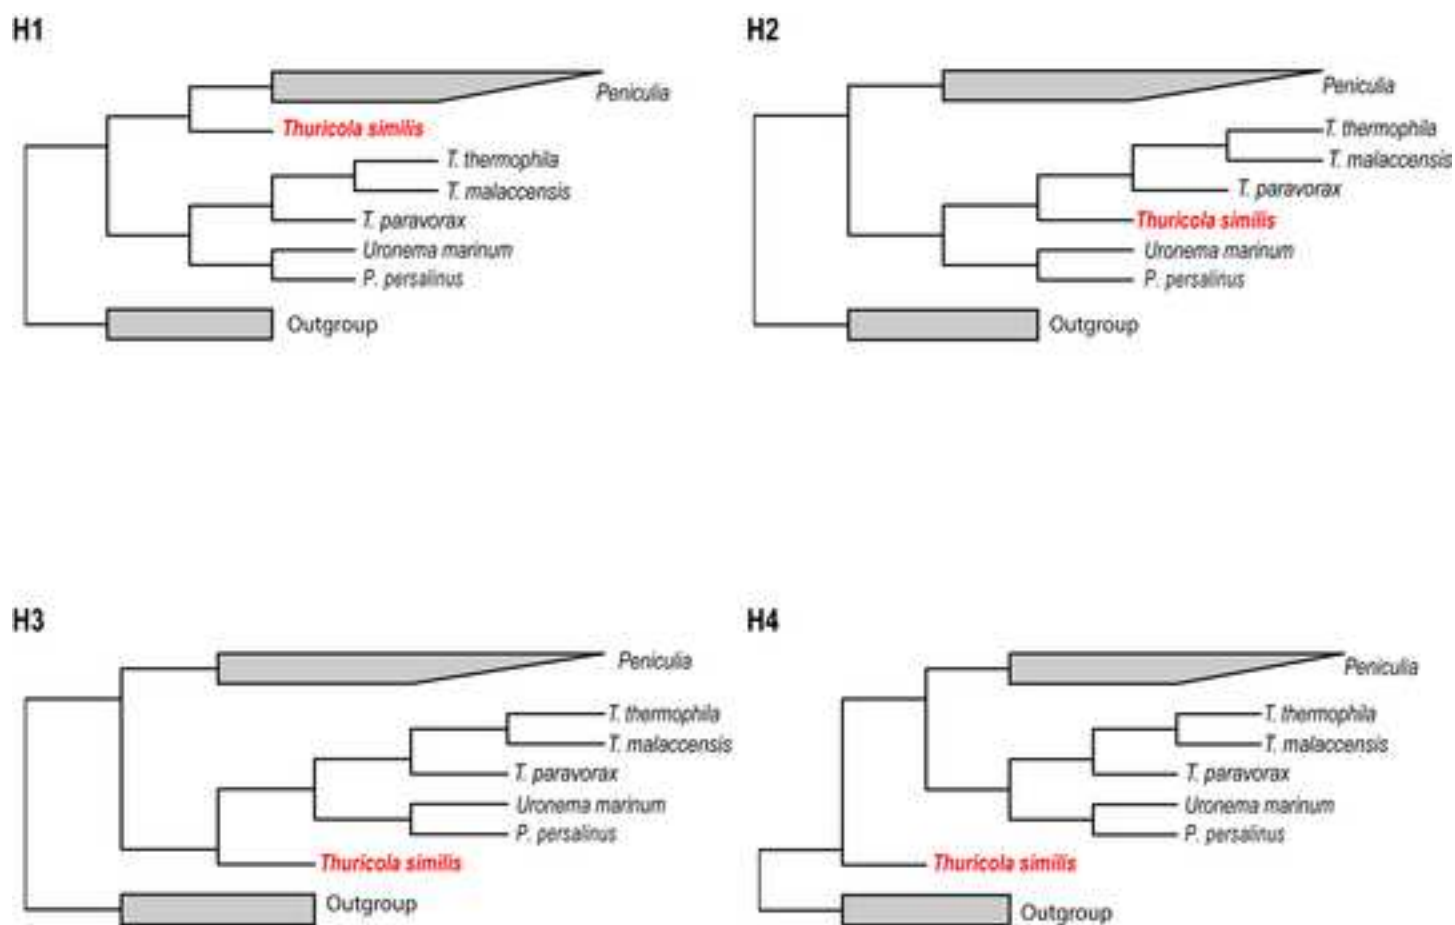 H1
Peniculia
Thuricola similis
T. thermophila
T. malaccensis
T. paravorax
Uronema marinum
P. persalinus
Outgroup
H2
Peniculia
T. thermophila
T. malaccensis
T. paravorax
Thuricola similis
Uronema marinum
P. persalinus
Outgroup
H3
Peniculia
T. thermophila
T. malaccensis
T. paravorax
Uronema marinum
P. persalinus
Thuricola similis
Outgroup
H4
Peniculia
T. thermophila
T. malaccensis
T. paravorax
Uronema marinum
P. persalinus
Thuricola similis
Outgroup